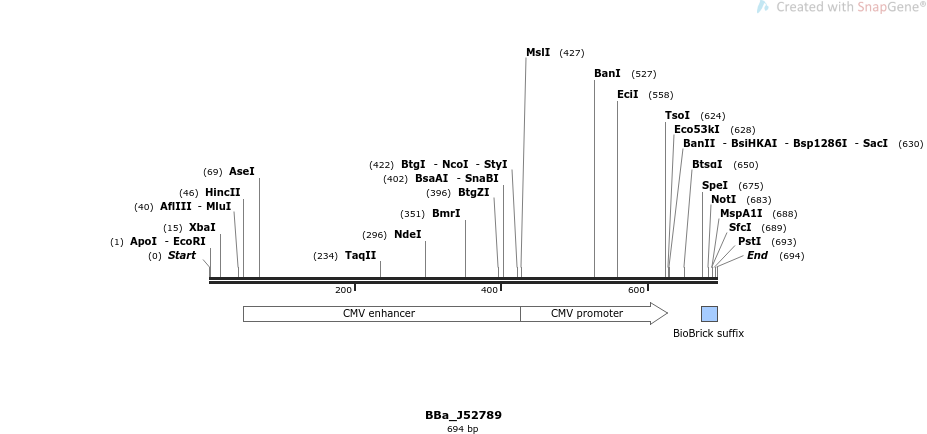 Created with SnapGene®
MslI (427)
BanI (527)
EciI (558)
TsoI (624)
Eco53kI (628)
BanII - BsiHKAI - Bsp1286I - SacI (630)
(422) BtgI - NcoI - StyI
BtsαI (650)
(69) AseI
(402) BsaAI - SnaBI
SpeI (675)
(46) HincII
(396) BtgZI
NotI (683)
(40) AflIII - MluI
(351) BmrI
MspA1I (688)
(15) XbaI
SfcI (689)
(1) ApoI - EcoRI
(296) NdeI
PstI (693)
(0) Start
(234) TaqII
End (694)
200
400
600
CMV enhancer
CMV promoter
BioBrick suffix
BBa_J52789
694 bp